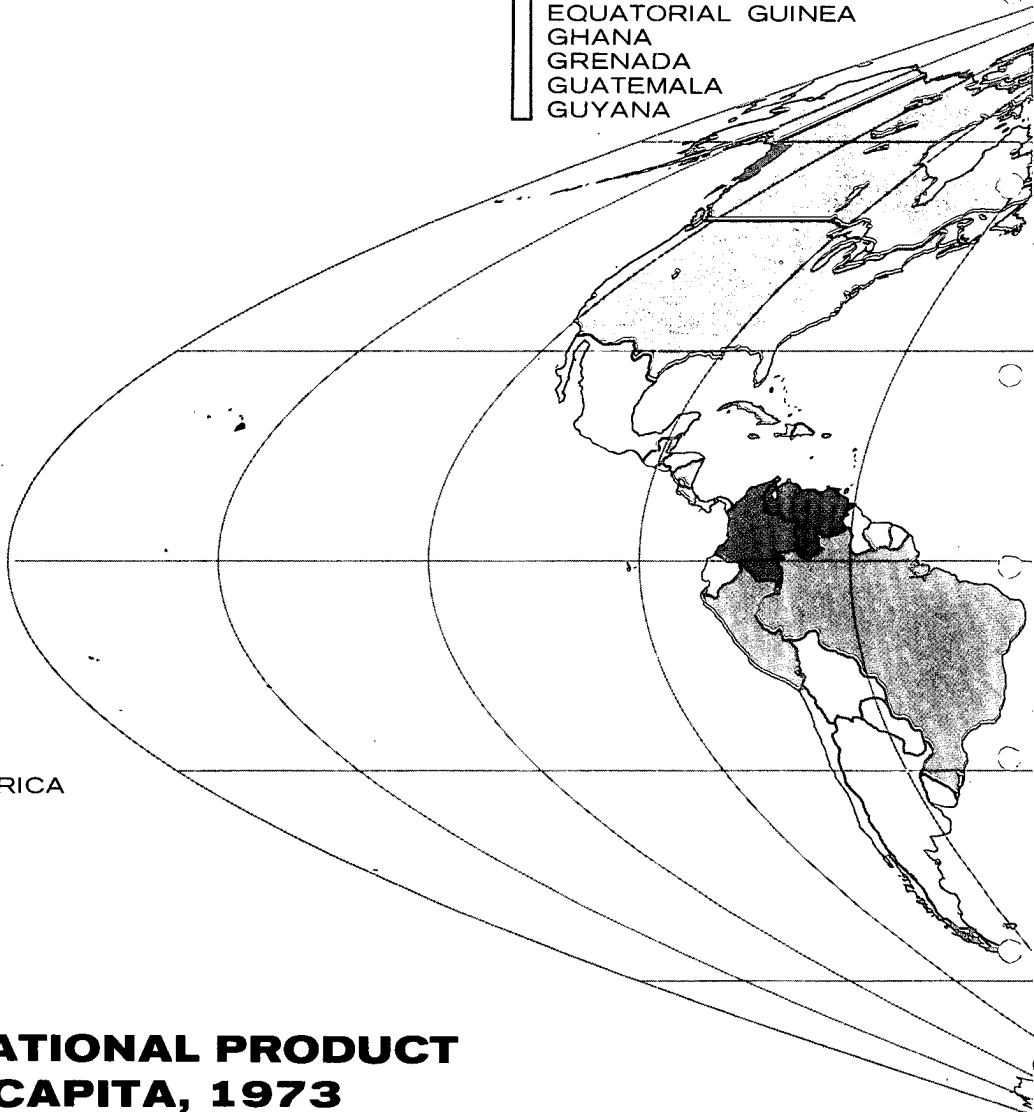 EQUATORIAL GUINEA
GHANA
GRENADA
GUATEMALA
GUYANA
RICA
ATIONAL PRODUCT
CAPITA, 1973